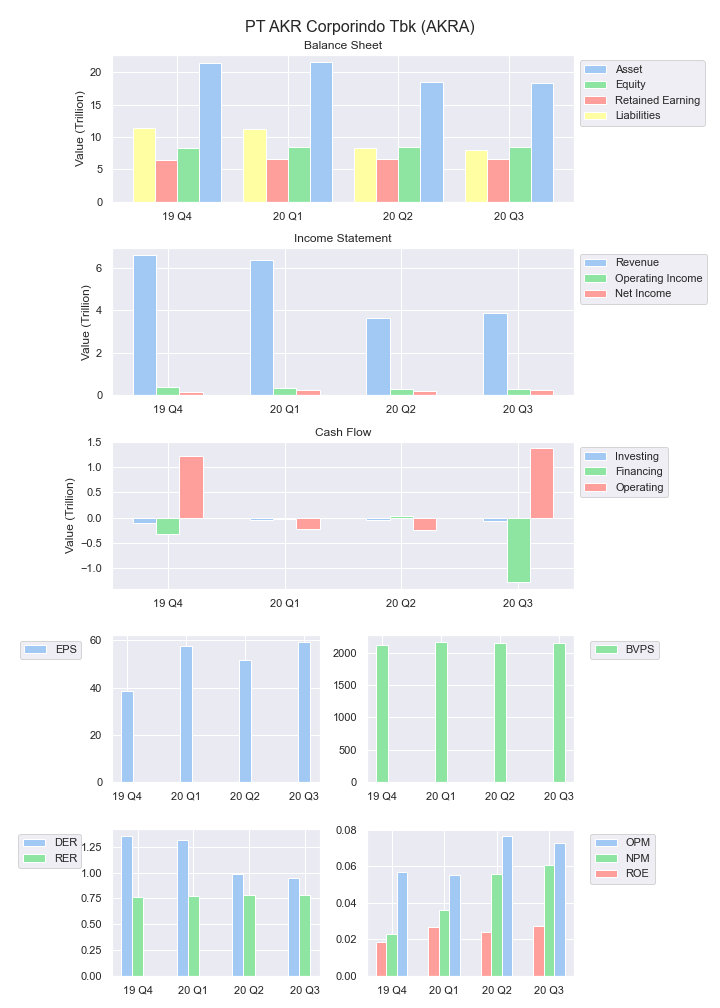 PT AKR Corporindo Tbk (AKRA)
Balance Sheet
Value (Trillion)
20
15
10
5
0
19 Q4 20 Q1 20 Q2 20 Q3
Asset
Equity
Retained Earning
Liabilities
Income Statement
Value (Trillion)
6
4
2
0
19 Q4 20 Q1 20 Q2 20 Q3
Revenue
Operating Income
Net Income
Cash Flow
Value (Trillion)
1.5
1.0
0.5
0.0
−0.5
−1.0
19 Q4 20 Q1 20 Q2 20 Q3
Investing
Financing
Operating
EPS
60
40
20
0
19 Q4 20 Q1 20 Q2 20 Q3
BVPS
2000
1500
1000
500
0
19 Q4 20 Q1 20 Q2 20 Q3
DER
RER
1.25
1.00
0.75
0.50
0.25
0.00
19 Q4 20 Q1 20 Q2 20 Q3
0.08
0.06
0.04
0.02
0.00
19 Q4 20 Q1 20 Q2 20 Q3
OPM
NPM
ROE